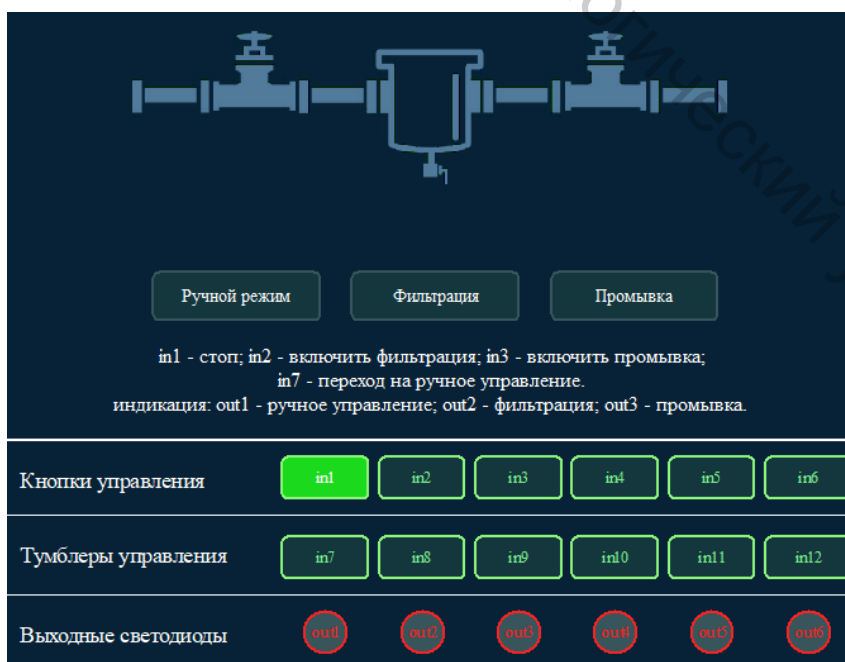 огический у
Ручной режим Фильтрация Промывка
in1 - стоп; in2 - включить фильтрация; in3 - включить промывка;
in7 - переход на ручное управление.
индикация: out1 - ручное управление; out2 - фильтрация; out3 - промывка.
Кнопки управления in1 in2 in3 in4 in5 in6
Тумблеры управления in7 in8 in9 in10 in11 in12
Выходные светодиоды out1 out2 out3 out4 out5 out6